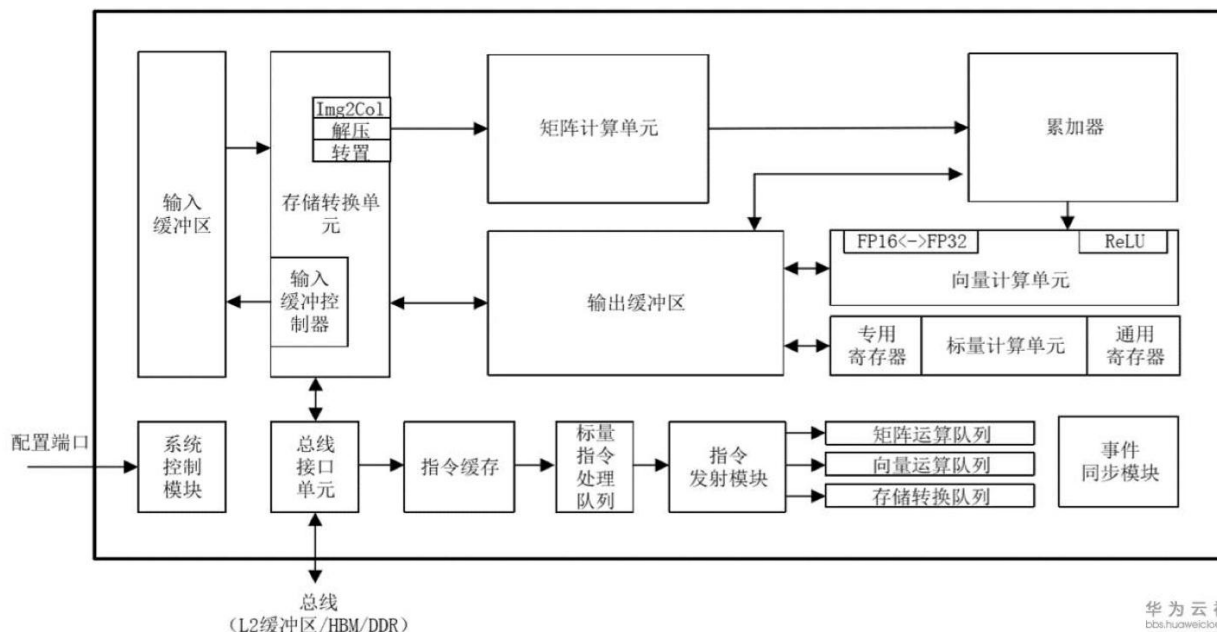 Img2Col
解压
转置
矩阵计算单元
累加器
输入
缓冲区
存储转换单
元
FP16<->FP32
ReLU
向量计算单元
输入
缓冲控
制器
输出缓冲区
专用
寄存器
标量计算单元
通用
寄存器
配置端口
系统
控制
模块
总线
接口
单元
指令缓存
标量
指令
处理
队列
指令
发射模块
矩阵运算队列
向量运算队列
存储转换队列
事件
同步模块
总线
(L2缓冲区/HBM/DDR)
华为云社
bbs.huaweiclo